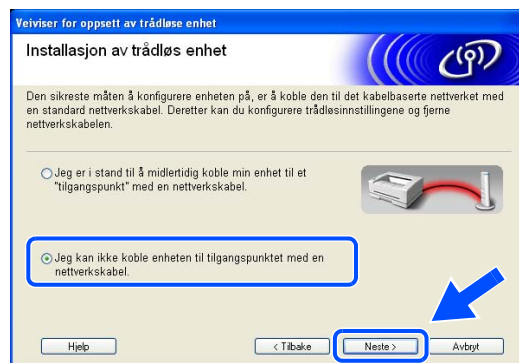 Veiviser for oppsett av trådløse enhet
Installasjon av trådløs enhet
Den sikreste måten å konfigurere enheten på, er å koble den til det kabelbaserte nettverket med
en standard nettverkskabel. Deretter kan du konfigurere trådløsinnstillingene og fjerne
nettverkskabelen.
Jeg er i stand til å midlertidig koble min enhet til et
"tilgangspunkt" med en nettverkskabel.
Jeg kan ikke koble enheten til tilgangspunktet med en
nettverkskabel.
Hjelp
< Tilbake
Neste >
Avbryt